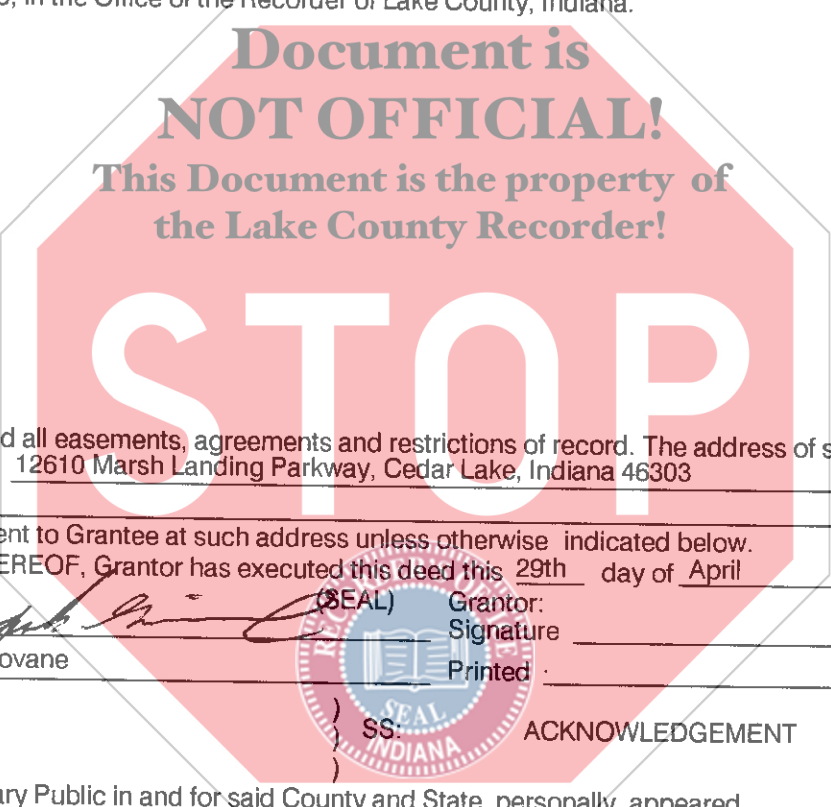 in the Office of the Recorder of Lake County, Indiana.
Document is
NOT OFFICIAL!
This Document is the property of
the Lake County Recorder!
STOP
d all easements, agreements and restrictions of record. The address of s
12610 Marsh Landing Parkway, Cedar Lake, Indiana 46303
ent to Grantee at such address unless otherwise indicated below.
EREOF, Grantor has executed this deed this 29th day of April
(SEAL) Grantor:
Signature
ovane Printed
) SS: ACKNOWLEDGEMENT
)
)
SEAL
INDIANA
ary Public in and for said County and State, personally appeared